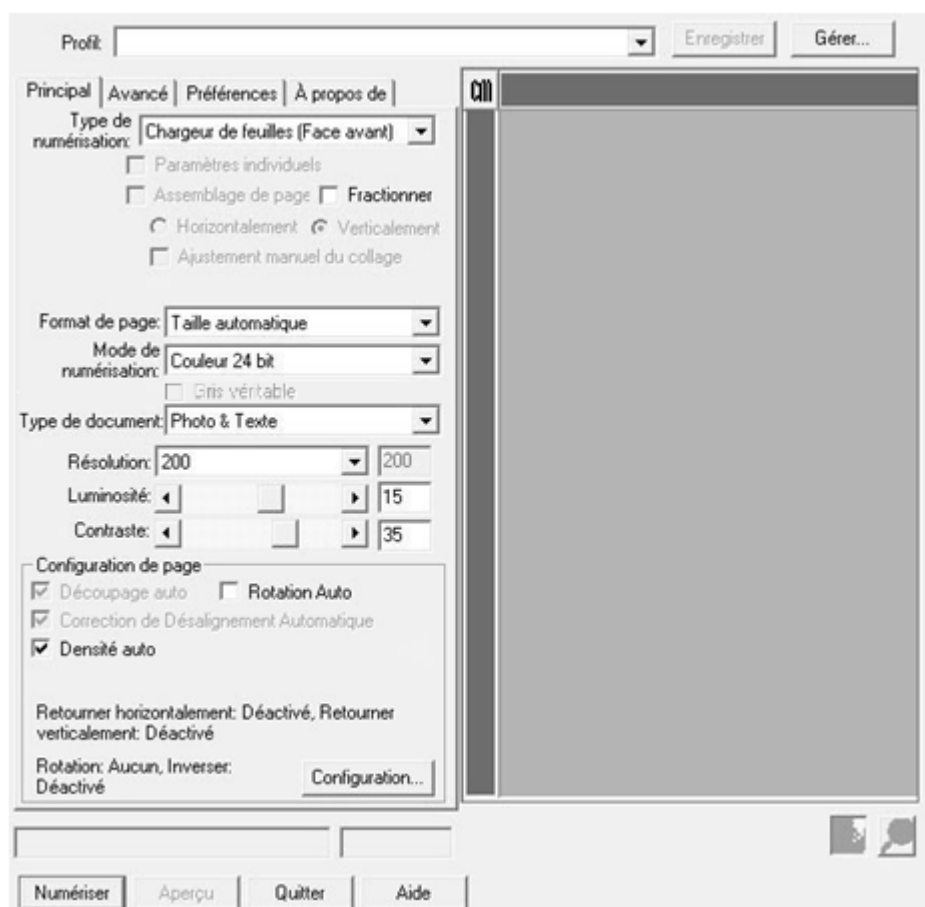 Profil: Enregistrer Gérer...
Principal Avancé Préférences À propos de
cm
Type de
numérisation: Chargeur de feuilles (Face avant)
Paramètres individuels
Assemblage de page Fractionner
Horizontalement Verticalement
Ajustement manuel du collage
Format de page: Taille automatique
Mode de
numérisation: Couleur 24 bit
Gris véritable
Type de document: Photo & Texte
Résolution: 200 200
Luminosité: 15
Contraste: 35
Configuration de page
Découpage auto Rotation Auto
Correction de Désalignement Automatique
Densité auto
Retourner horizontalement: Déactivé, Retourner
verticalement: Déactivé
Rotation: Aucun, Inverser:
Déactivé
Configuration...
Numériser Aperçu Quitter Aide